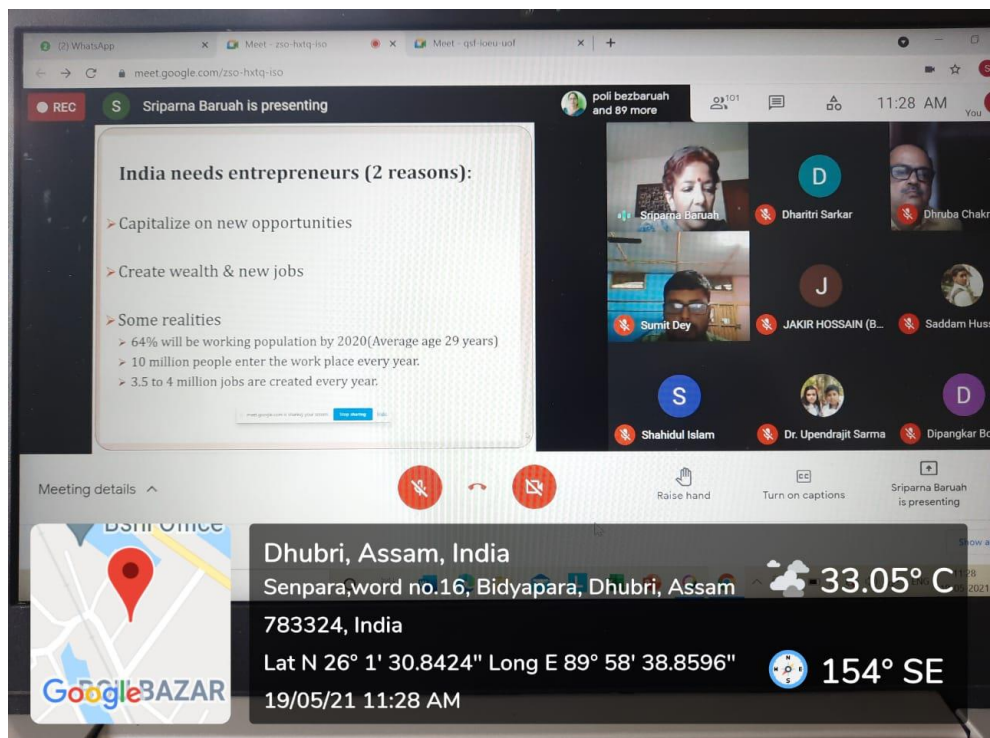 (2) WhatsApp
Meet - zso-hxtq-iso
Meet - qsf-ioeu-uof
meet.google.com/zso-hxtq-iso
REC
S
Sriparna Baruah is presenting
poli bezbaruah
and 89 more
101
11:28 AM
You
India needs entrepreneurs (2 reasons):
Capitalize on new opportunities
Create wealth & new jobs
Some realities
64% will be working population by 2020(Average age 29 years)
10 million people enter the work place every year.
3.5 to 4 million jobs are created every year.
Stop sharing
Sriparna Baruah
D
Dharitri Sarkar
Dhruba Chakr
Sumit Dey
J
JAKIR HOSSAIN (B...
Saddam Huss
S
Shahidul Islam
Dr. Upendrajit Sarma
D
Dipangkar Bo
Meeting details
Raise hand
CC
Turn on captions
Sriparna Baruah
is presenting
Show a
11:28
Dhubri, Assam, India
Senpara,word no.16, Bidyapara, Dhubri, Assam
783324, India
Lat N 26° 1' 30.8424" Long E 89° 58' 38.8596"
19/05/21 11:28 AM
33.05° C
154° SE
Google
BAZAR